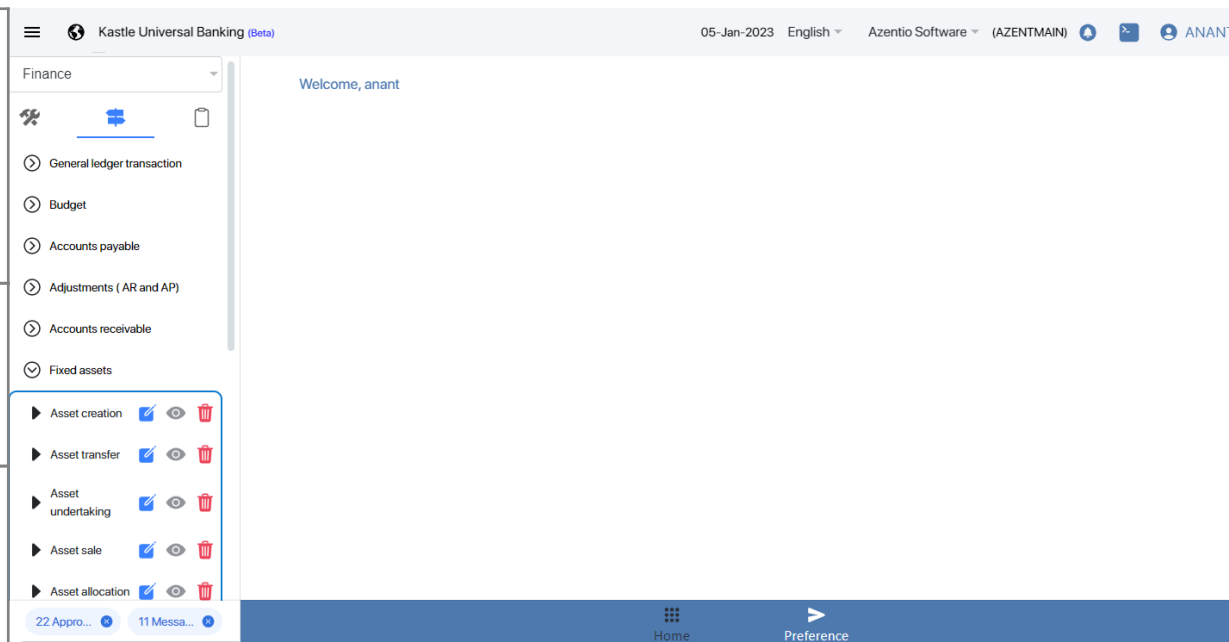 Kastle Universal Banking (Beta)
05-Jan-2023 English Azentio Software (AZENTMAIN) ANANT
Finance
Welcome, anant
General ledger transaction
Budget
Accounts payable
Adjustments ( AR and AP)
Accounts receivable
Fixed assets
Asset creation
Asset transfer
Asset
undertaking
Asset sale
Asset allocation
22 Appro...
11 Messa...
Home
Preference